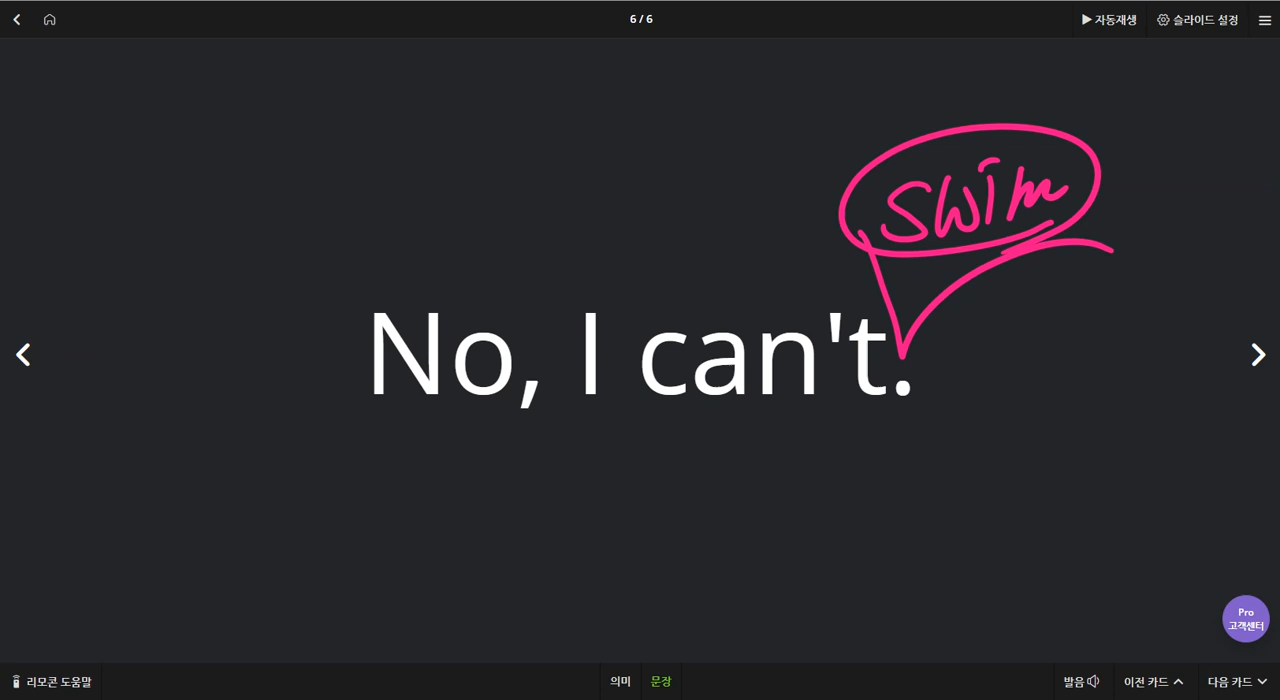 6 / 6
자동재생
슬라이드 설정
swim
No, I can't.
Pro
고객센터
리모콘 도움말
의미
문장
발음
이전 카드
다음 카드